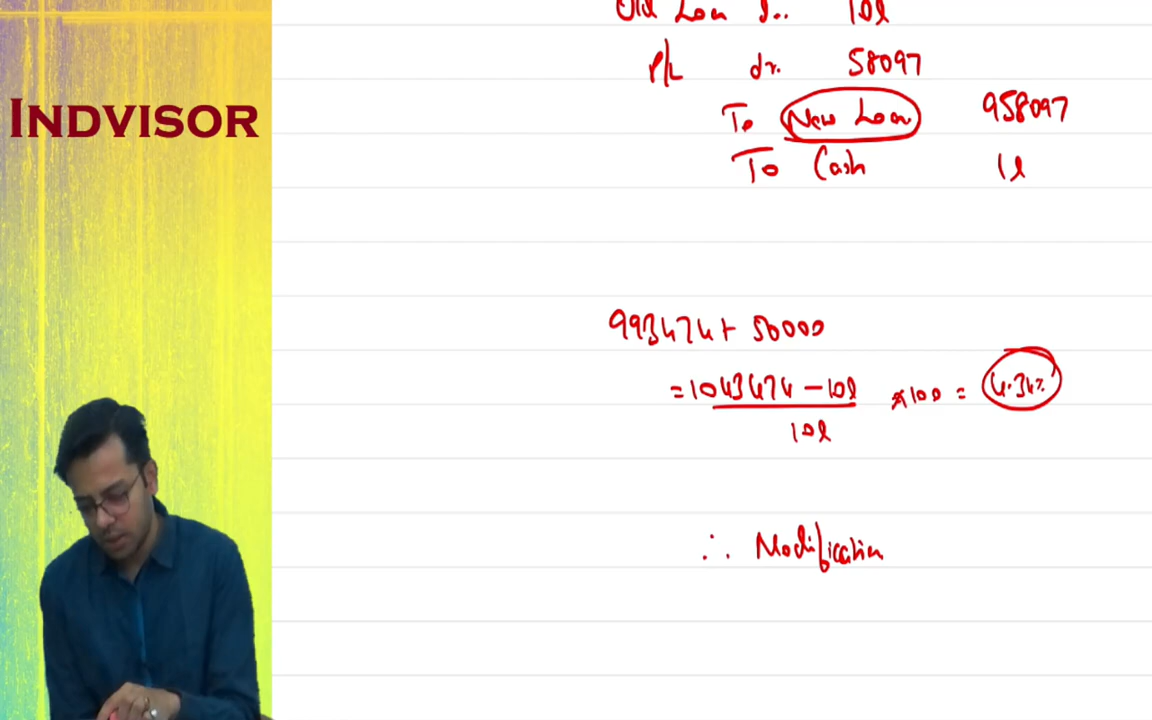 INDVISOR
Old Loan d.. 10l
P/L dr. 58097
To New Loan 958097
To Cash 1l
993474 + 50000
= 1043474 – 10l × 100 = 4.34%
10l
∴ Modification